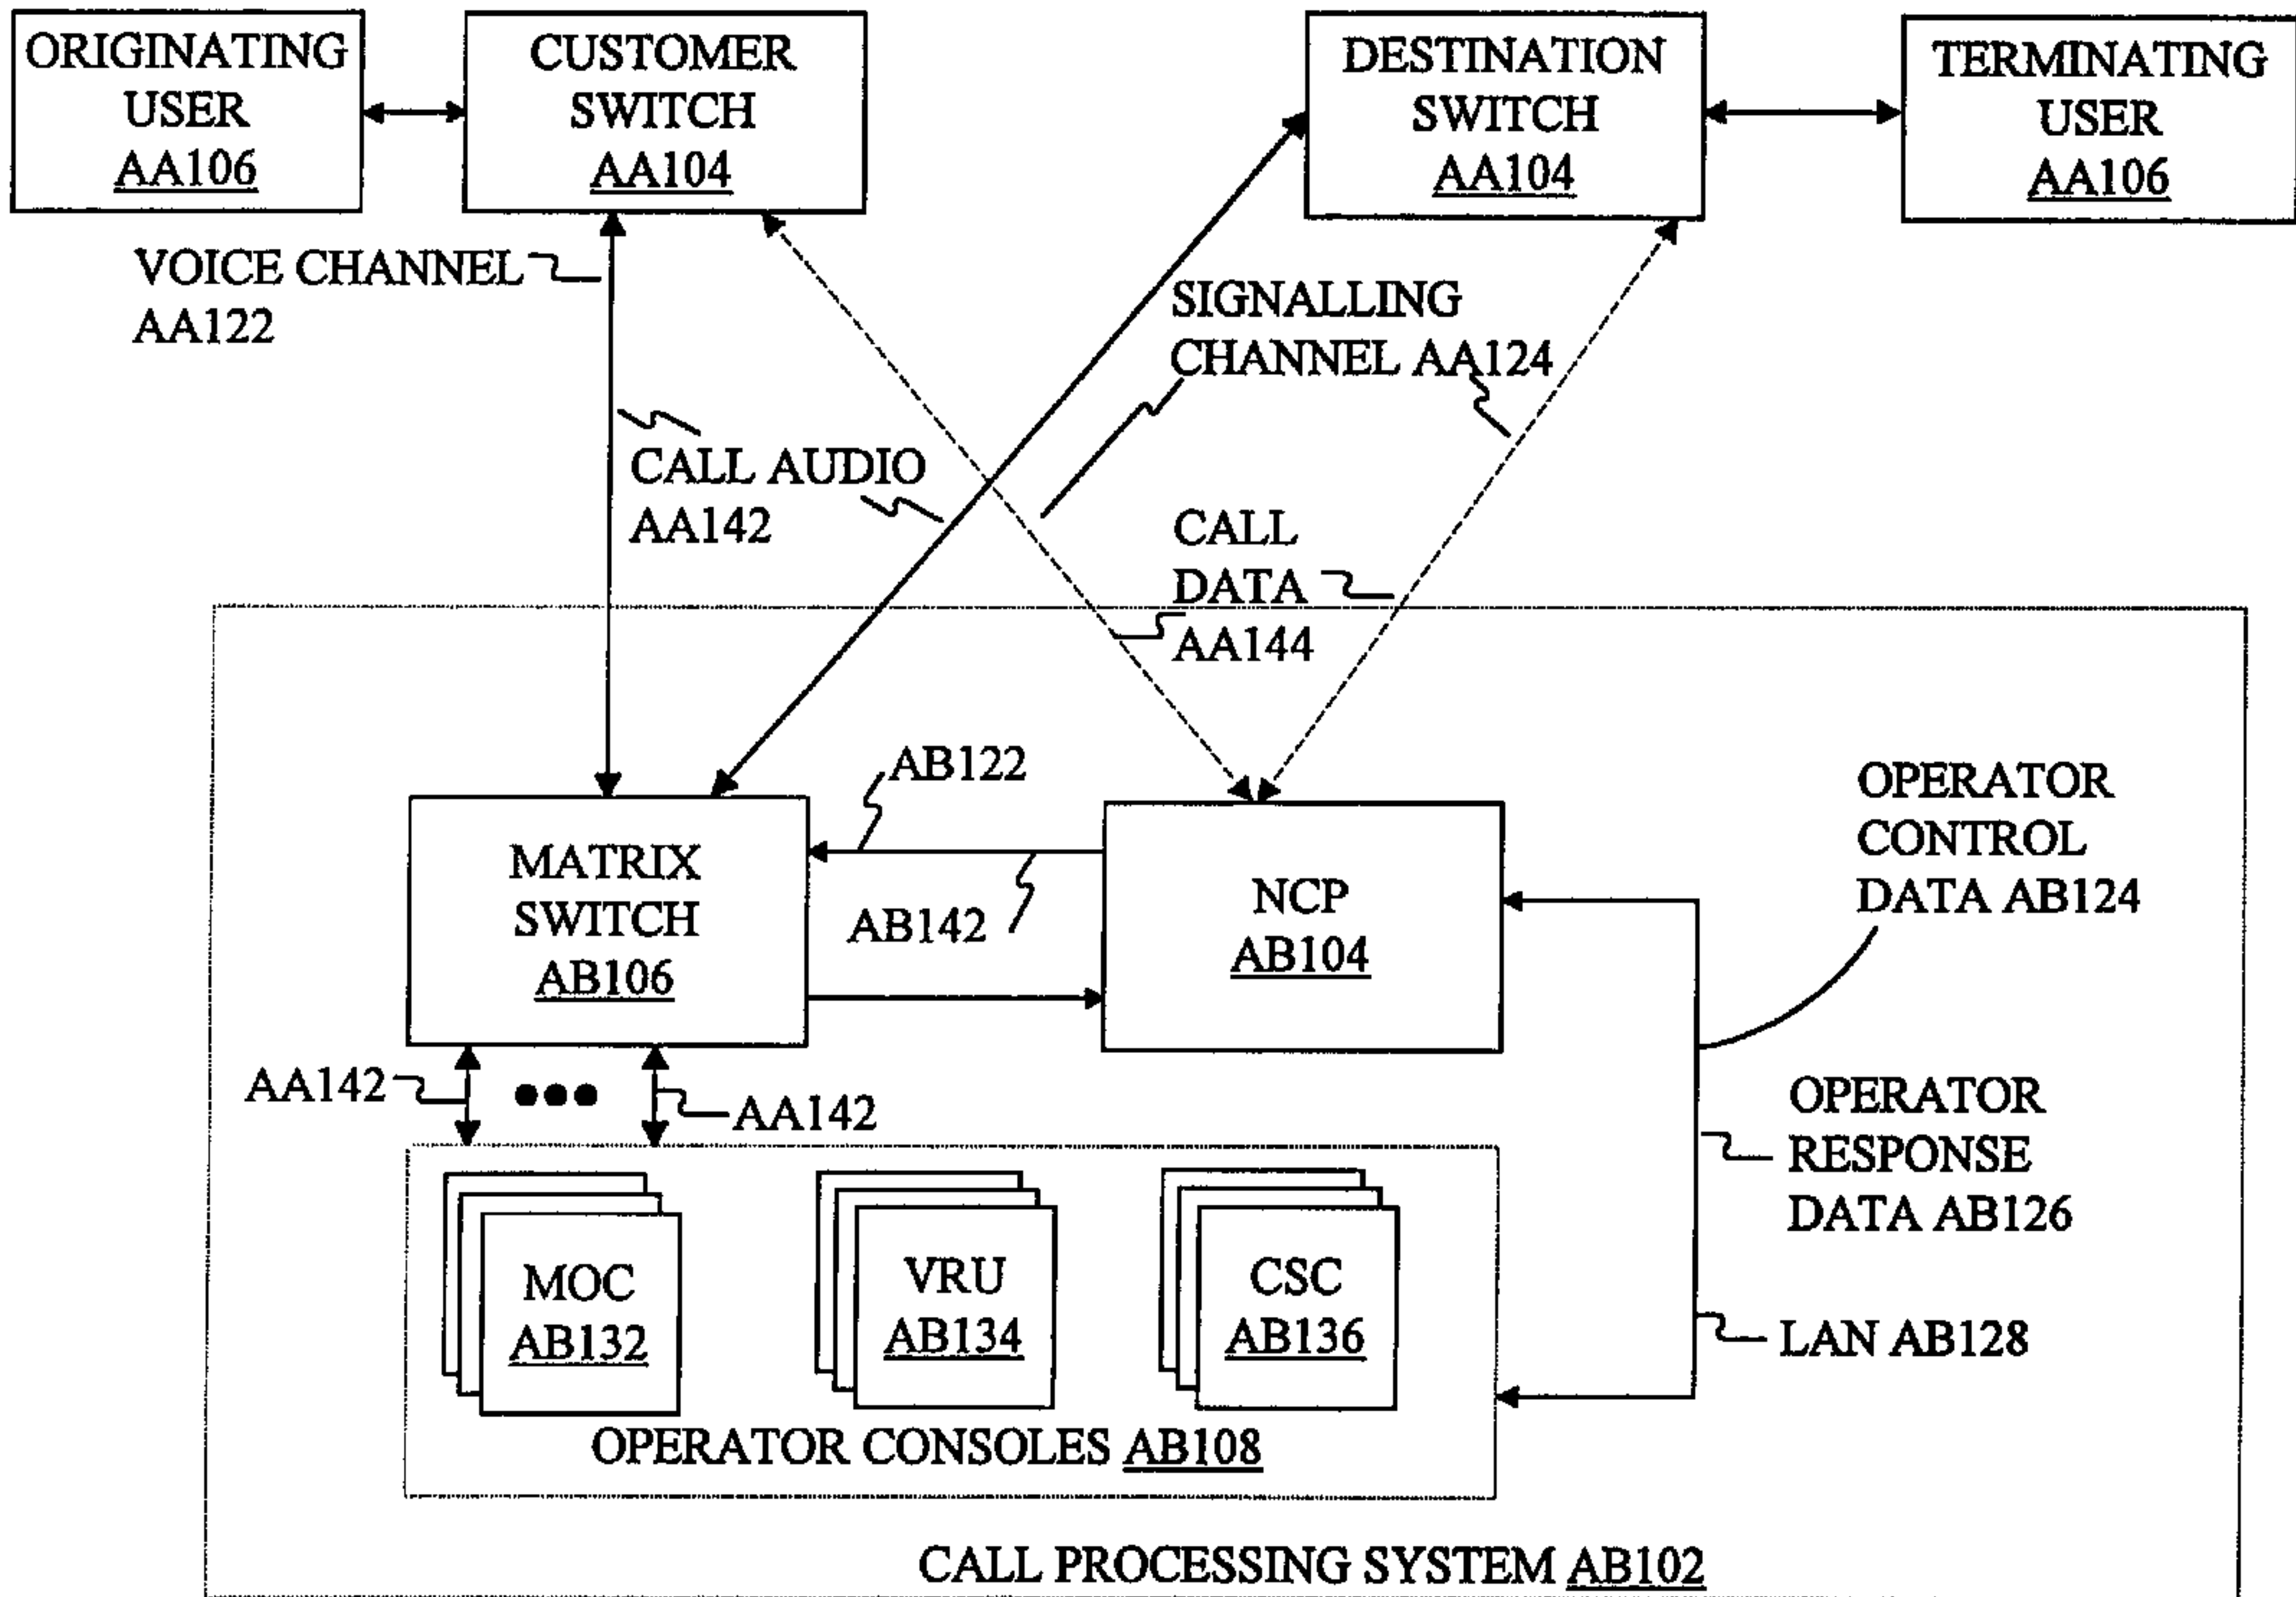 ORIGINATING
USER
AA106
CUSTOMER
SWITCH
AA104
DESTINATION
SWITCH
AA104
TERMINATING
USER
AA106
VOICE CHANNEL
AA122
SIGNALLING
CHANNEL AA124
CALL AUDIO
AA142
CALL
DATA
AA144
AB122
AB142
MATRIX
SWITCH
AB106
NCP
AB104
OPERATOR
CONTROL
DATA AB124
AA142
AA142
OPERATOR
RESPONSE
DATA AB126
MOC
AB132
VRU
AB134
CSC
AB136
LAN AB128
OPERATOR CONSOLES AB108
CALL PROCESSING SYSTEM AB102